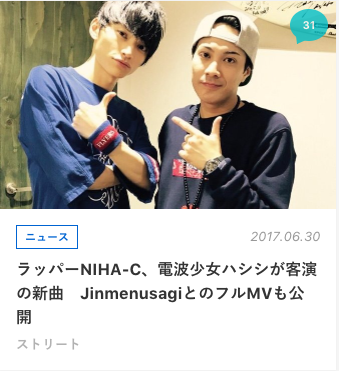 31
ニュース
2017.06.30
ラッパーNIHA-C、電波少女ハシシが客演
の新曲　JinmenusagiとのフルMVも公
開
ストリート